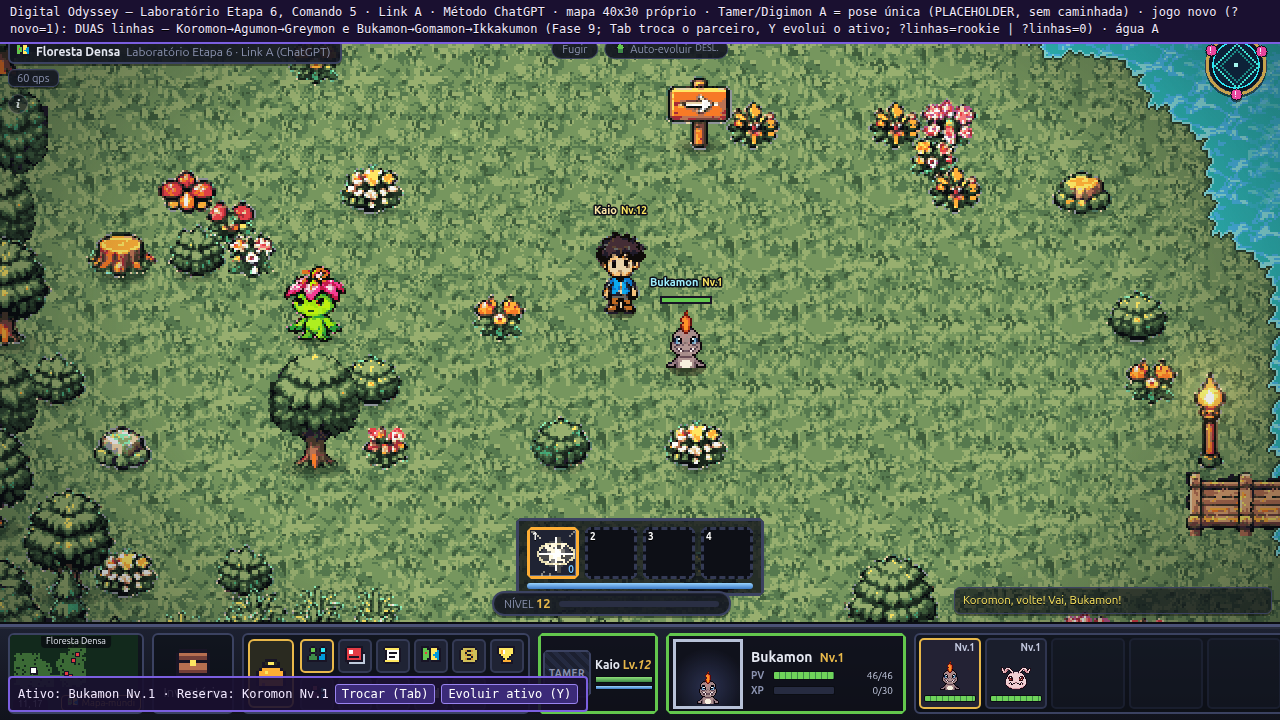 Digital Odyssey — Laboratório Etapa 6, Comando 5 · Link A · Método ChatGPT · mapa 40x30 próprio · Tamer/Digimon A = pose única (PLACEHOLDER, sem caminhada) · jogo novo (?
novo=1): DUAS linhas — Koromon→Agumon→Greymon e Bukamon→Gomamon→Ikkakumon (Fase 9; Tab troca o parceiro, Y evolui o ativo; ?linhas=rookie | ?linhas=0) · água A
Floresta Densa Laboratório Etapa 6 · Link A (ChatGPT)
Fugir
Auto-evoluir DESL.
60 qps
i
Kaio Nv.12
Bukamon Nv.1
1
0
2
3
4
NÍVEL 12
Koromon, volte! Vai, Bukamon!
Floresta Densa
TAMER
Kaio Lv.12
Bukamon Nv.1
PV 46/46
XP 0/30
Nv.1
Nv.1
Ativo: Bukamon Nv.1 · Reserva: Koromon Nv.1 Trocar (Tab) Evoluir ativo (Y)